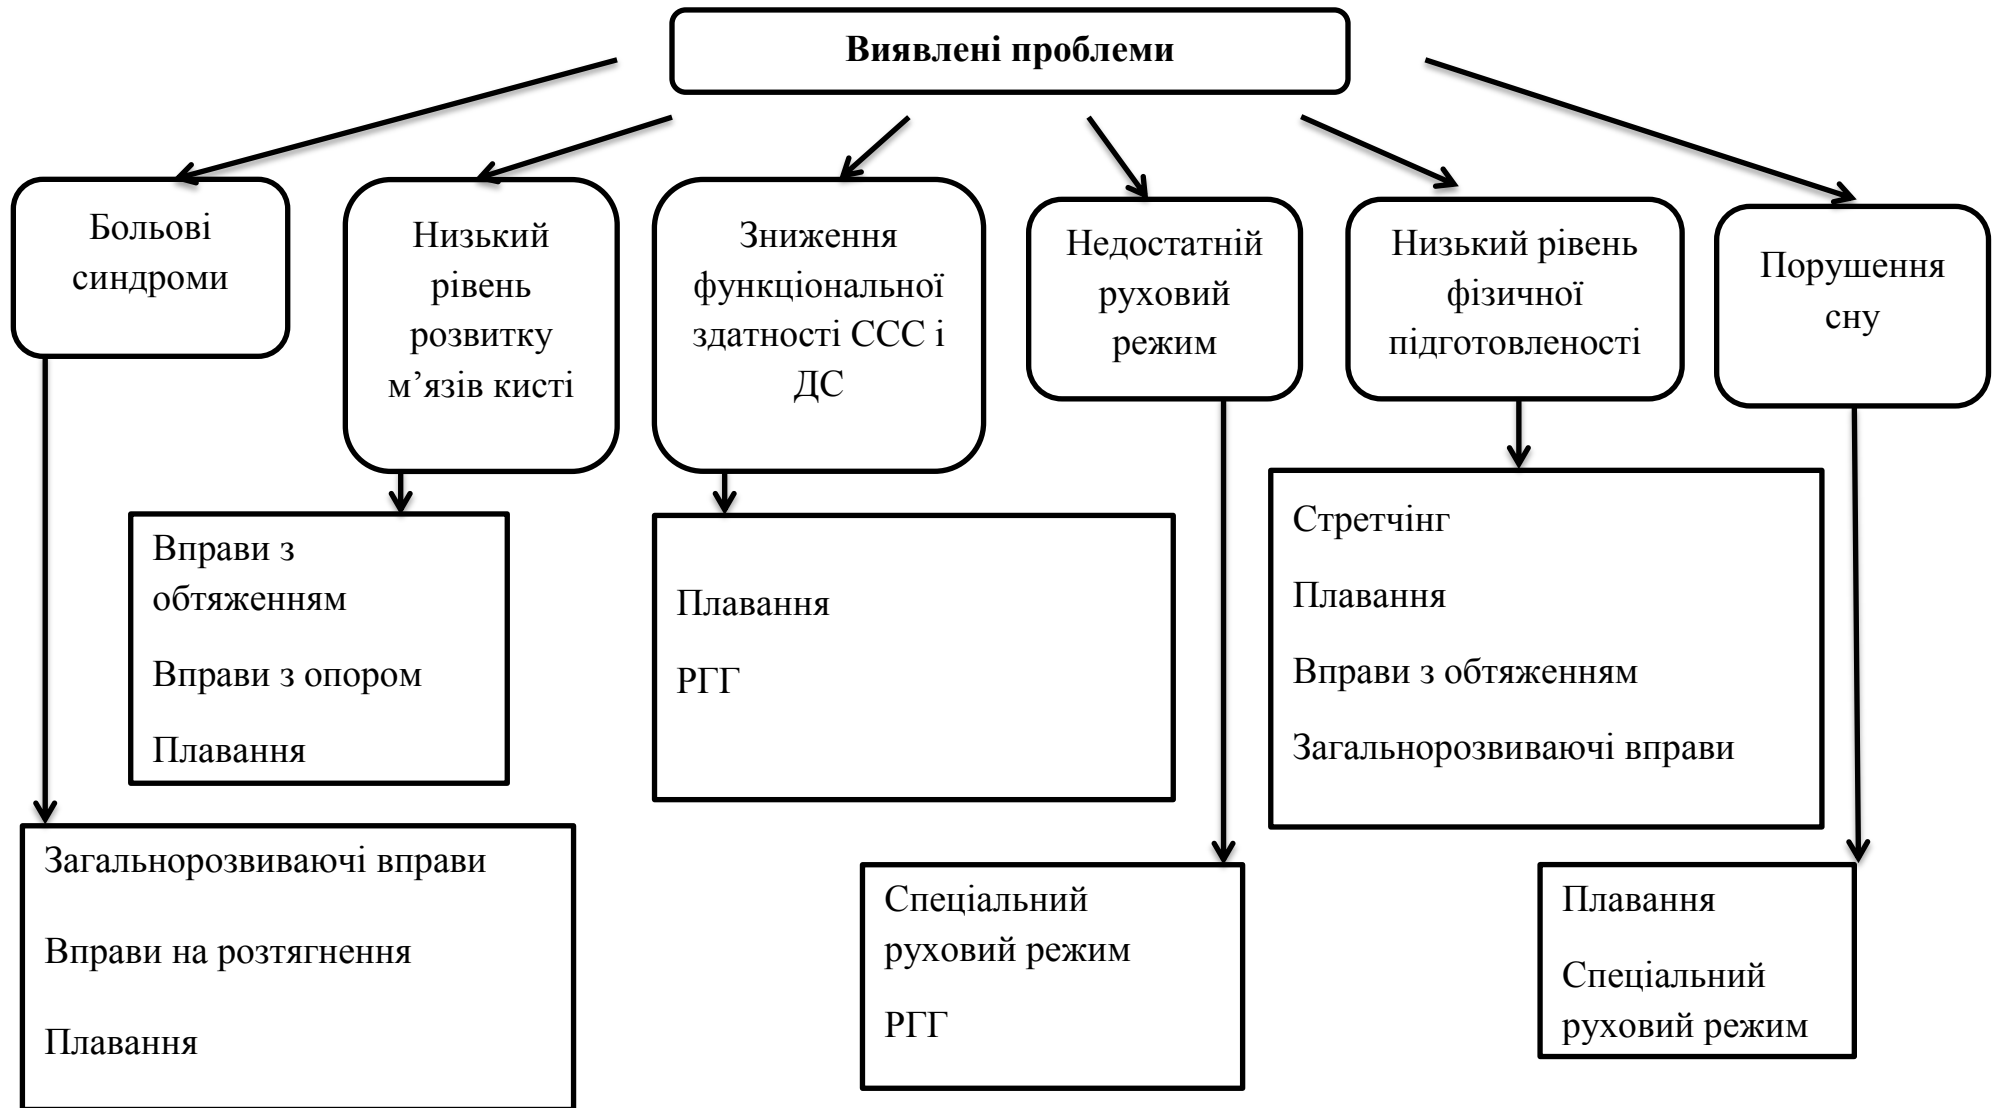 Виявлені проблеми
Больові
синдроми
Низький
рівень
розвитку
м’язів кисті
Зниження
функціональної
здатності ССС і
ДС
Недостатній
руховий
режим
Низький рівень
фізичної
підготовленості
Порушення
сну
Вправи з
обтяженням
Вправи з опором
Плавання
Плавання
РГГ
Стретчінг
Плавання
Вправи з обтяженням
Загальнорозвиваючі вправи
Загальнорозвиваючі вправи
Вправи на розтягнення
Плавання
Спеціальний
руховий режим
РГГ
Плавання
Спеціальний
руховий режим